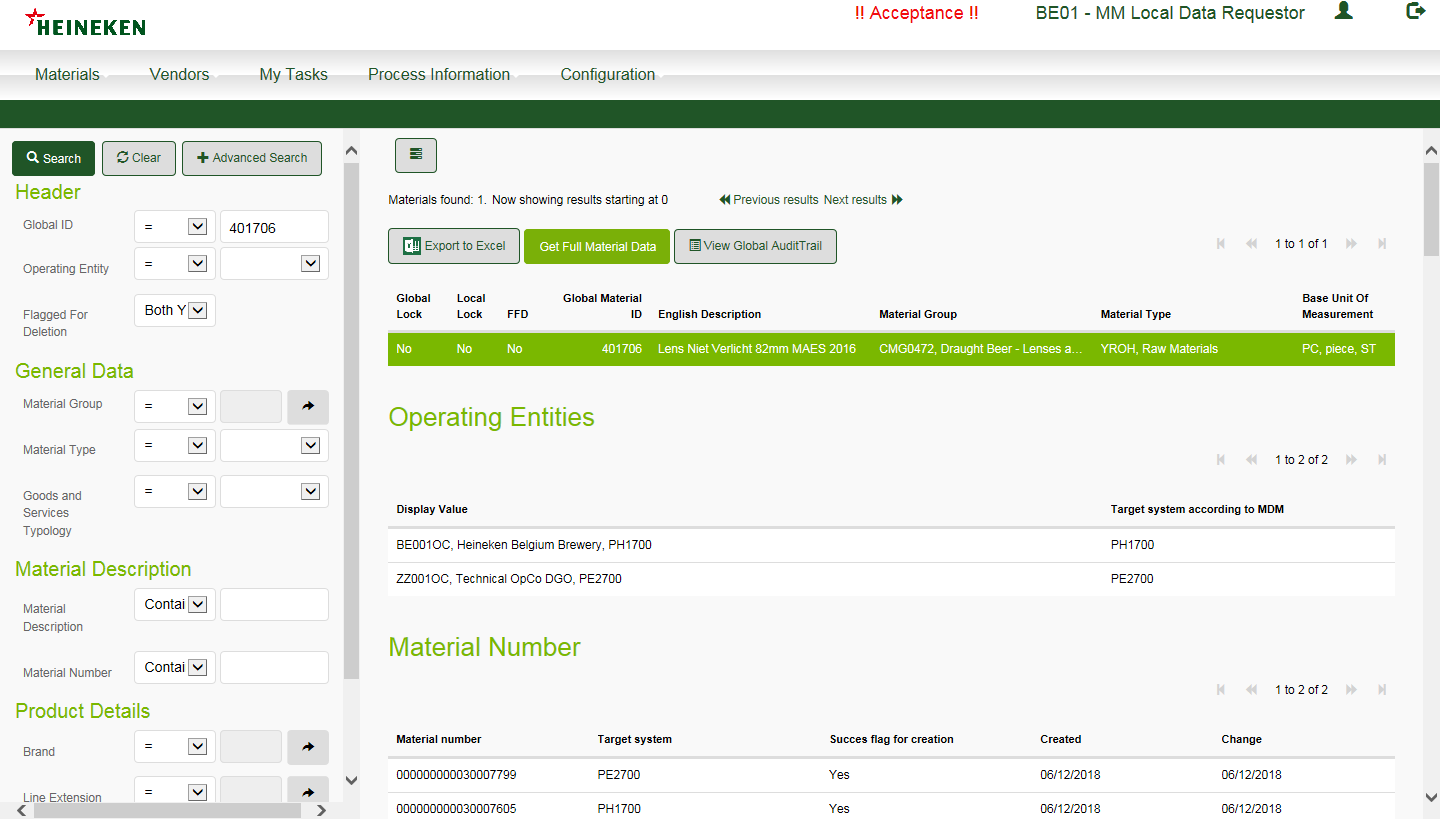 HEINEKEN
!! Acceptance !!
BE01 - MM Local Data Requestor
Materials Vendors My Tasks Process Information Configuration
Search Clear Advanced Search
Header
Global ID = 401706
Operating Entity =
Flagged For Deletion Both Y
General Data
Material Group =
Material Type =
Goods and Services Typology =
Material Description
Material Description Contai
Material Number Contai
Product Details
Brand =
Line Extension =
Materials found: 1. Now showing results starting at 0 Previous results Next results
Export to Excel Get Full Material Data View Global AuditTrail 1 to 1 of 1
Global Lock Local Lock FFD Global Material ID English Description Material Group Material Type Base Unit Of Measurement
No No No 401706 Lens Niet Verlicht 82mm MAES 2016 CMG0472, Draught Beer - Lenses a... YROH, Raw Materials PC, piece, ST
Operating Entities
1 to 2 of 2
Display Value Target system according to MDM
BE001OC, Heineken Belgium Brewery, PH1700 PH1700
ZZ001OC, Technical OpCo DGO, PE2700 PE2700
Material Number
1 to 2 of 2
Material number Target system Succes flag for creation Created Change
000000000030007799 PE2700 Yes 06/12/2018 06/12/2018
000000000030007605 PH1700 Yes 06/12/2018 06/12/2018